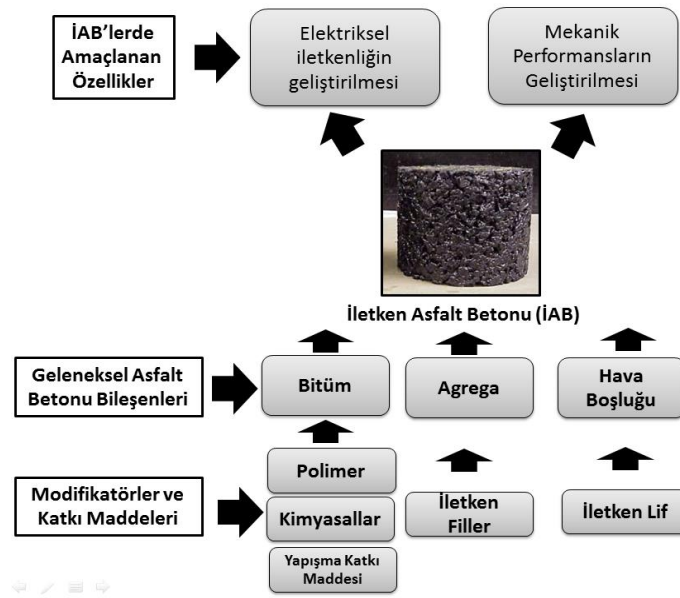 İAB'lerde
Amaçlanan
Özellikler
Elektriksel
iletkenliğin
geliştirilmesi
Mekanik
Performansların
Geliştirilmesi
İletken Asfalt Betonu (İAB)
Geleneksel Asfalt
Betonu Bileşenleri
Bitüm
Agrega
Hava
Boşluğu
Modifikatörler ve
Katkı Maddeleri
Polimer
Kimyasallar
Yapışma Katkı
Maddesi
İletken
Filler
İletken Lif